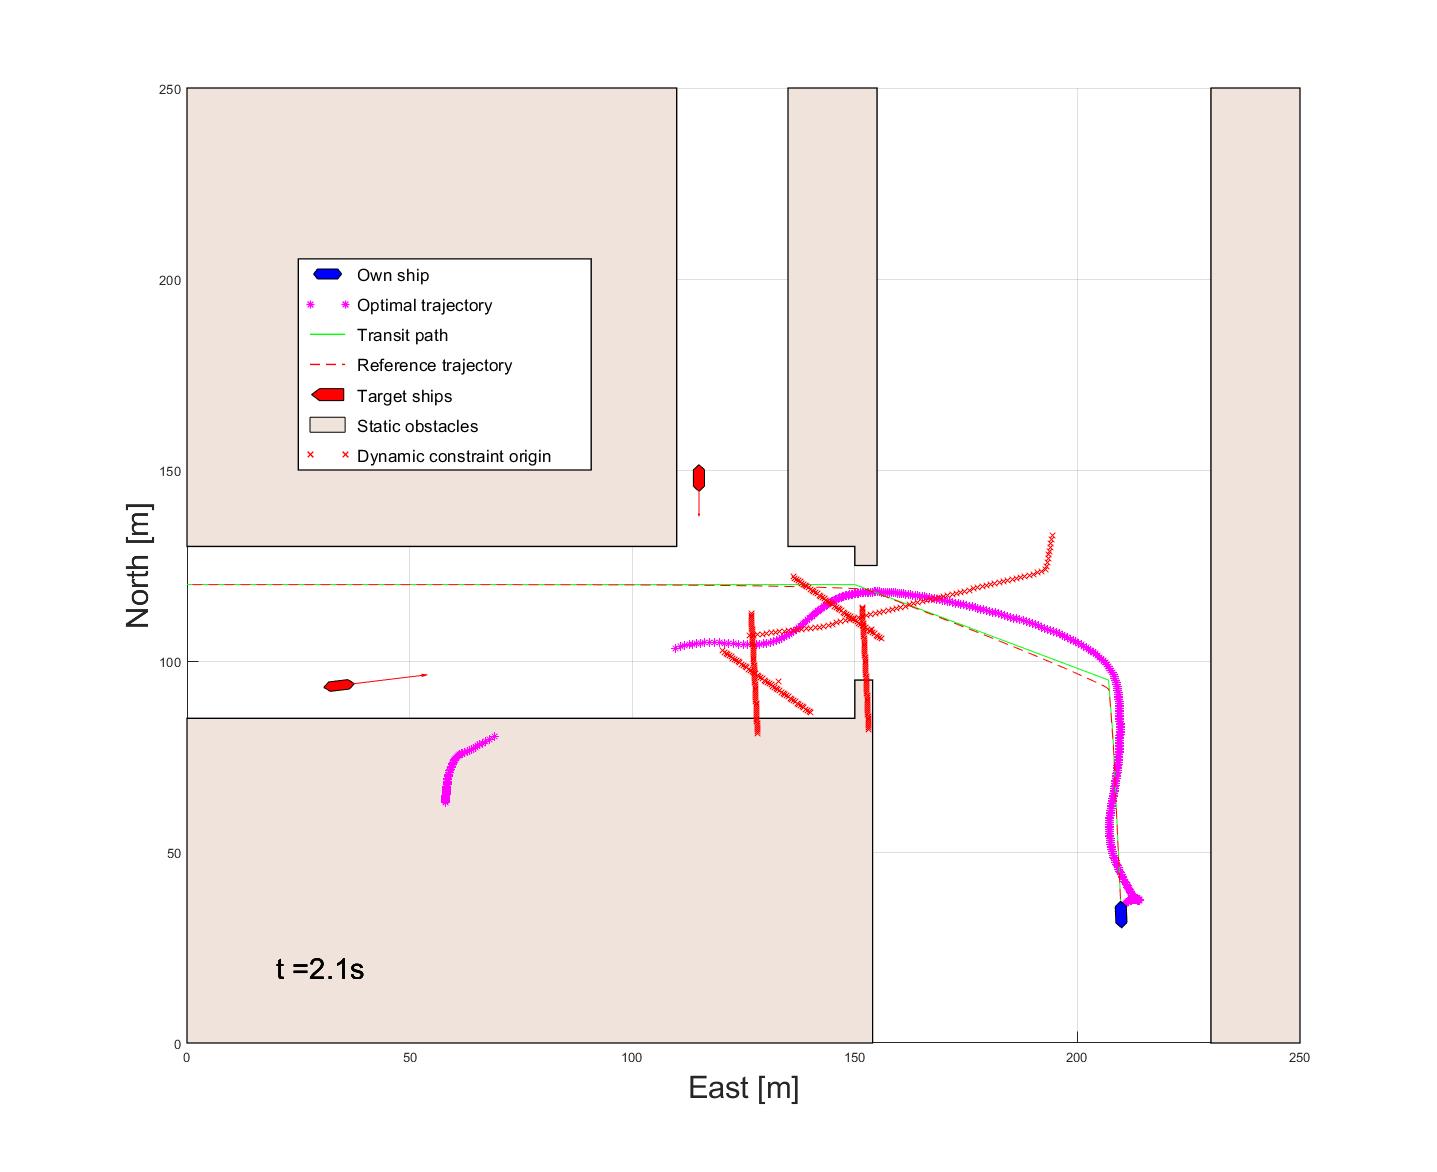 250
200
150
100
50
0
North [m]
Own ship
Optimal trajectory
Transit path
Reference trajectory
Target ships
Static obstacles
Dynamic constraint origin
t =2.1s
0
50
100
150
200
250
East [m]